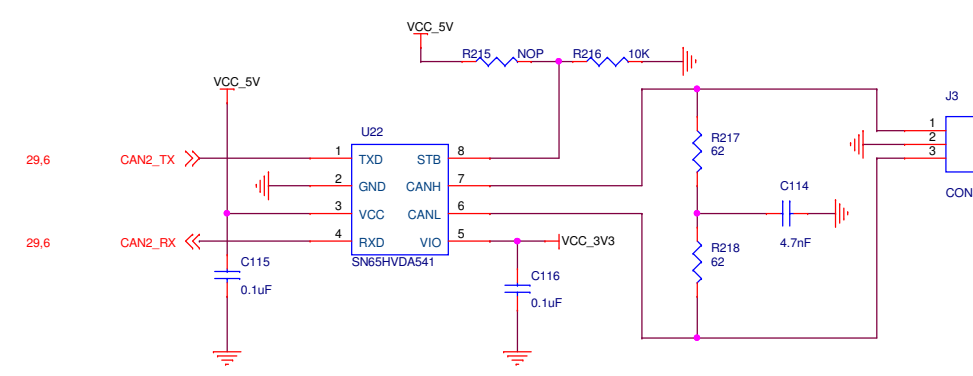 VCC_5V
R215 NOP R216 10K
VCC_5V
J3
U22
1
R217
62
2
29,6 CAN2_TX 1 TXD STB 8
3
2 GND CANH 7
C114
CON
3 VCC CANL 6
29,6 CAN2_RX 4 RXD VIO 5 VCC_3V3
4.7nF
R218
62
SN65HVDA541
C115
0.1uF
C116
0.1uF